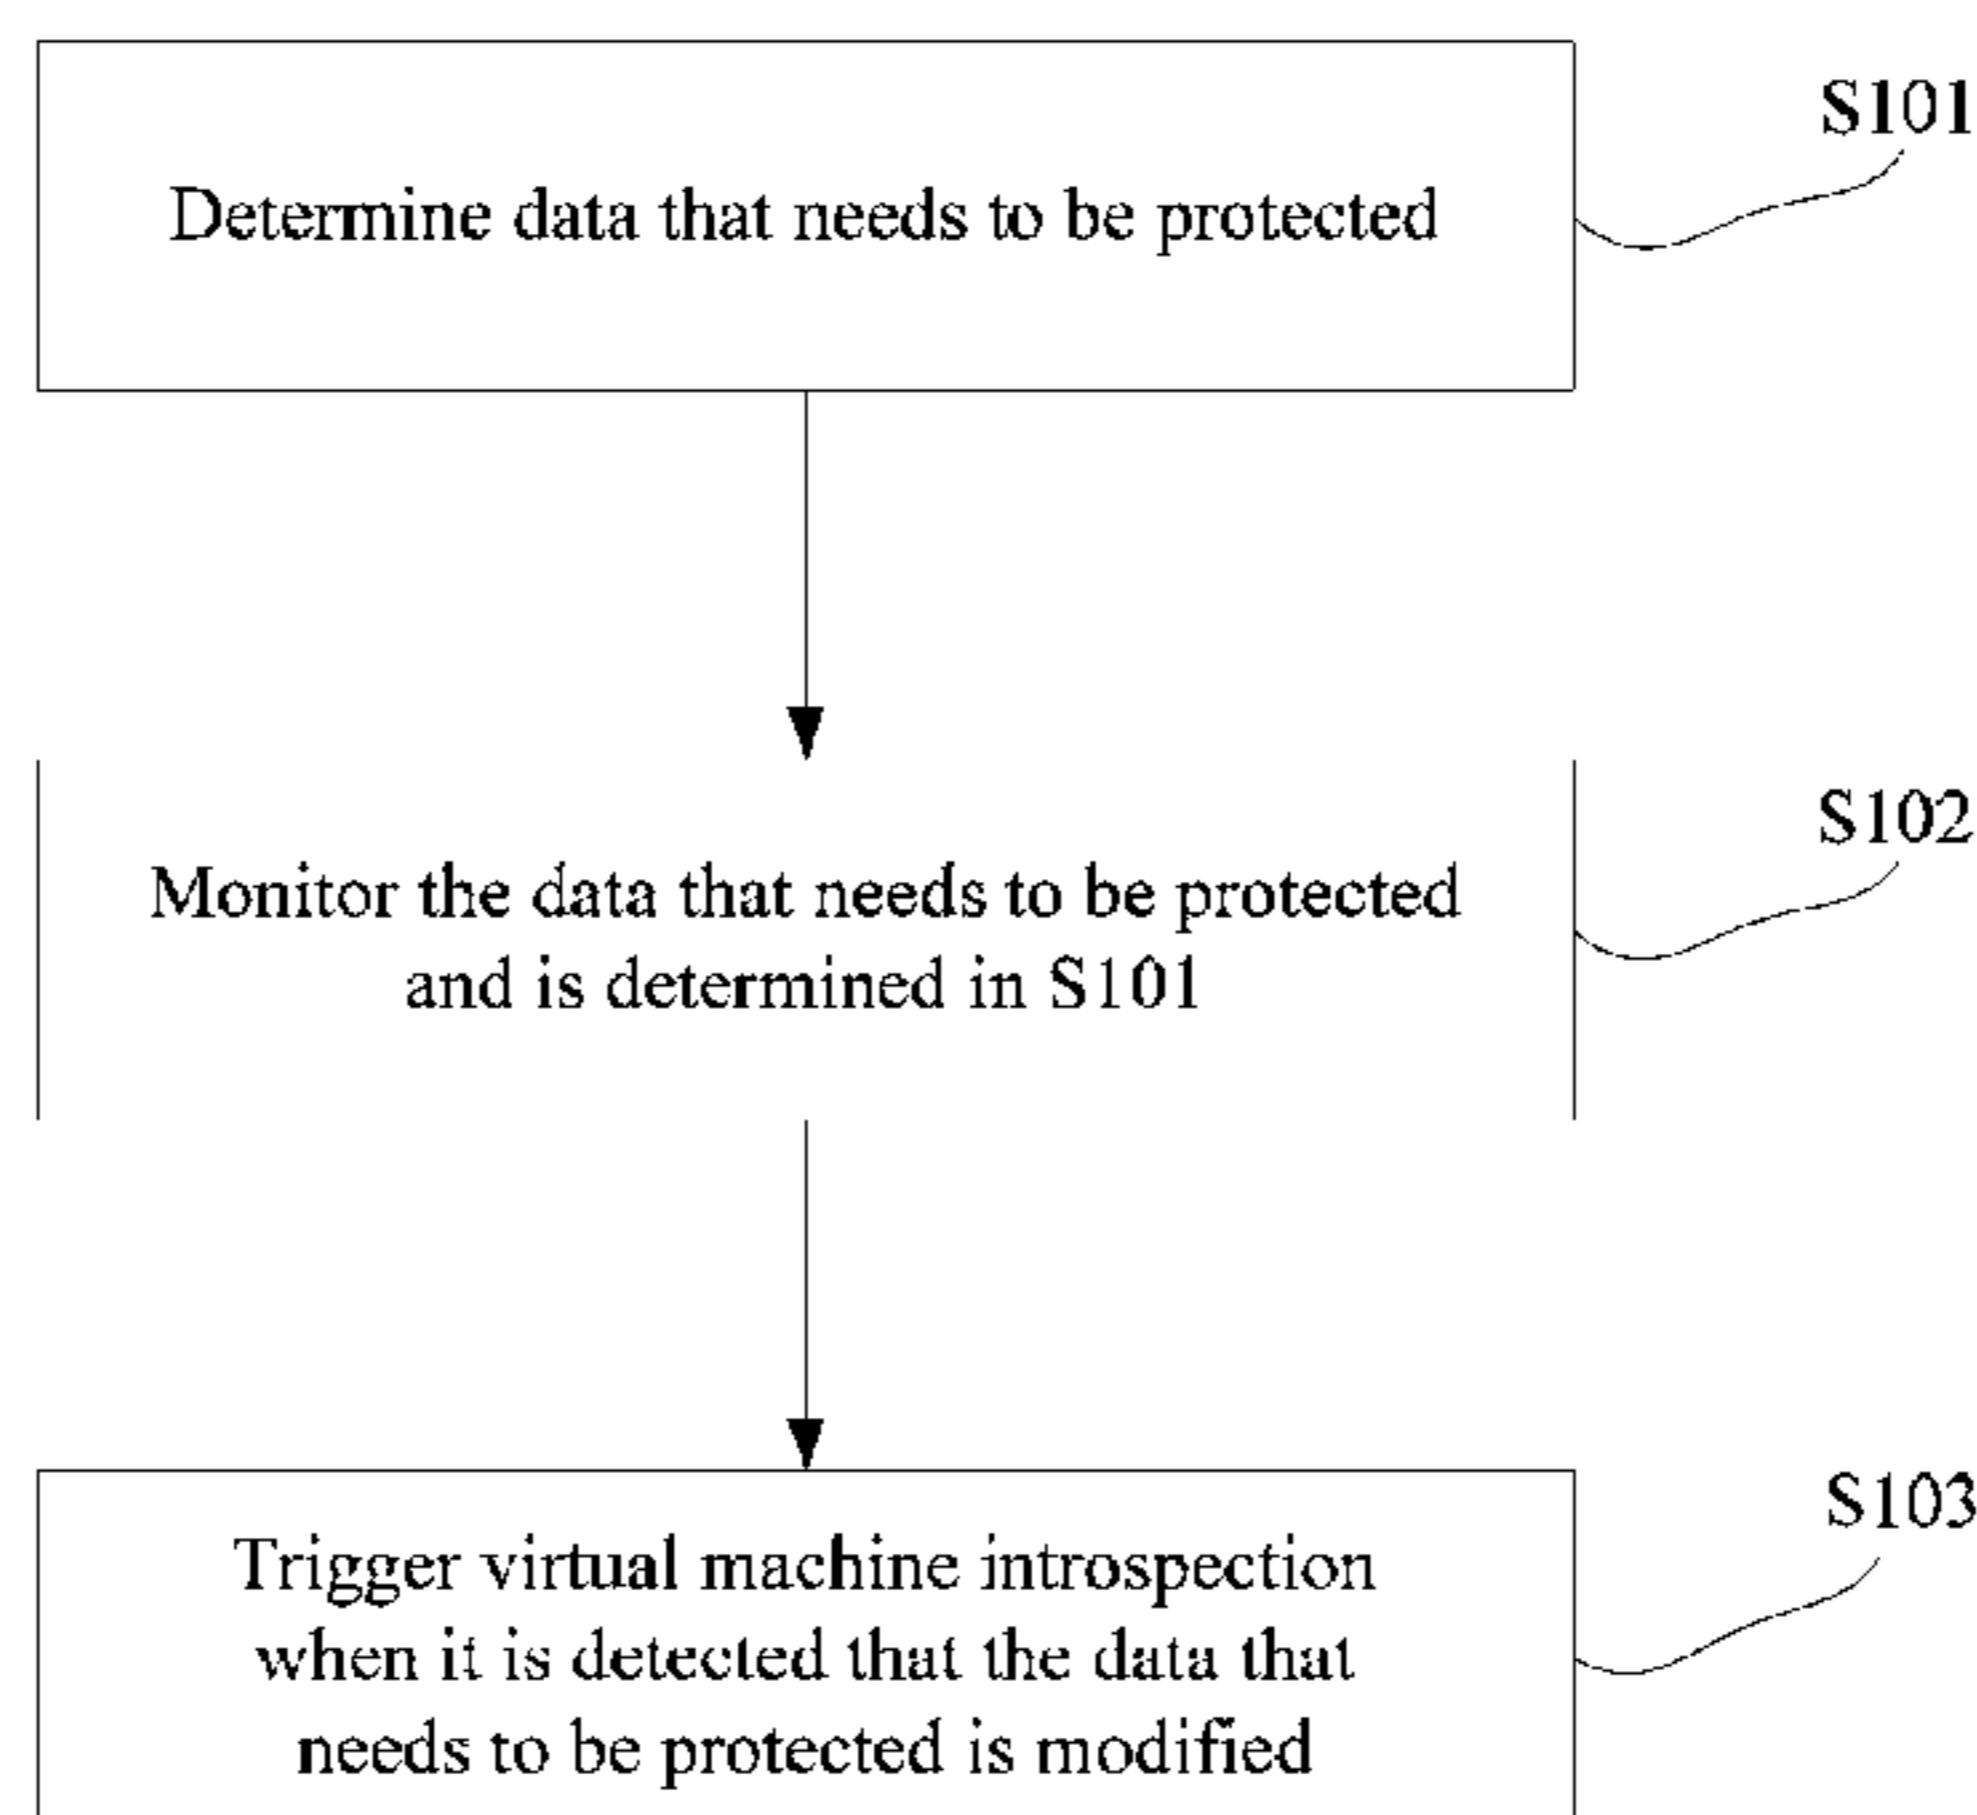 S101
Determine data that needs to be protected
S102
Monitor the data that needs to be protected
and is determined in S101
S103
Trigger virtual machine introspection
when it is detected that the data that
needs to be protected is modified